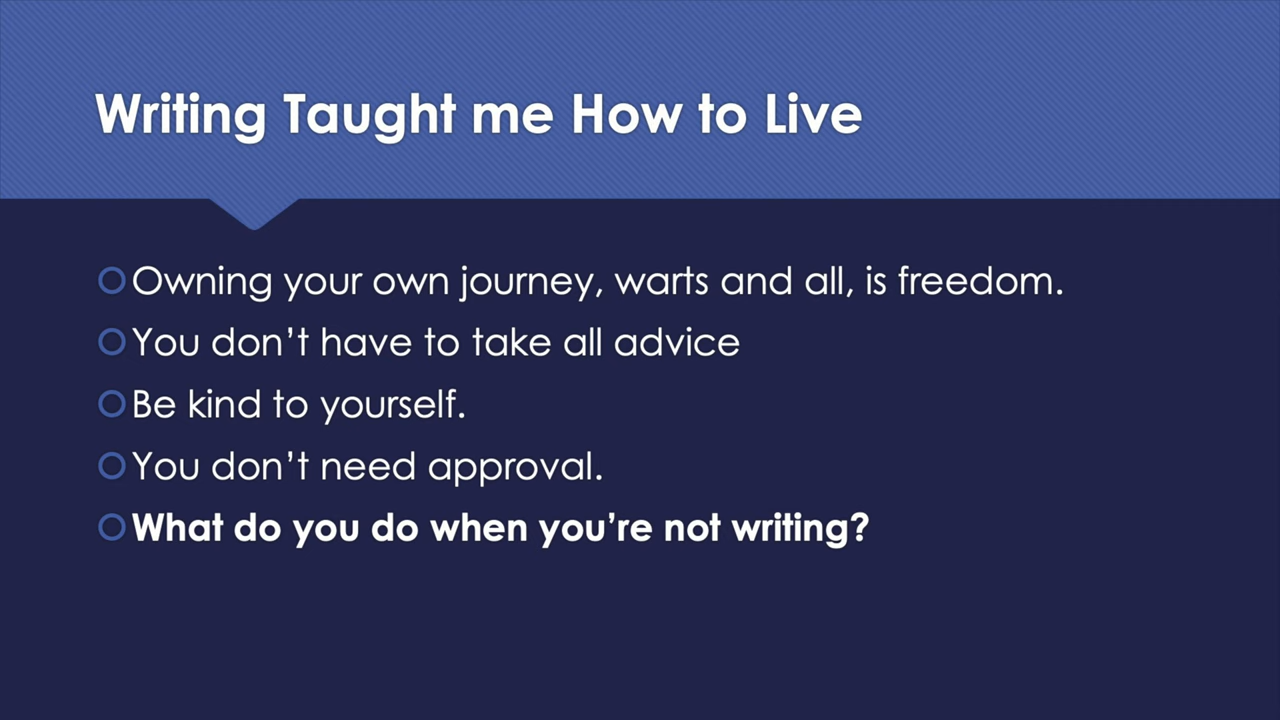 Writing Taught me How to Live
Owning your own journey, warts and all, is freedom.
You don’t have to take all advice
Be kind to yourself.
You don’t need approval.
What do you do when you’re not writing?